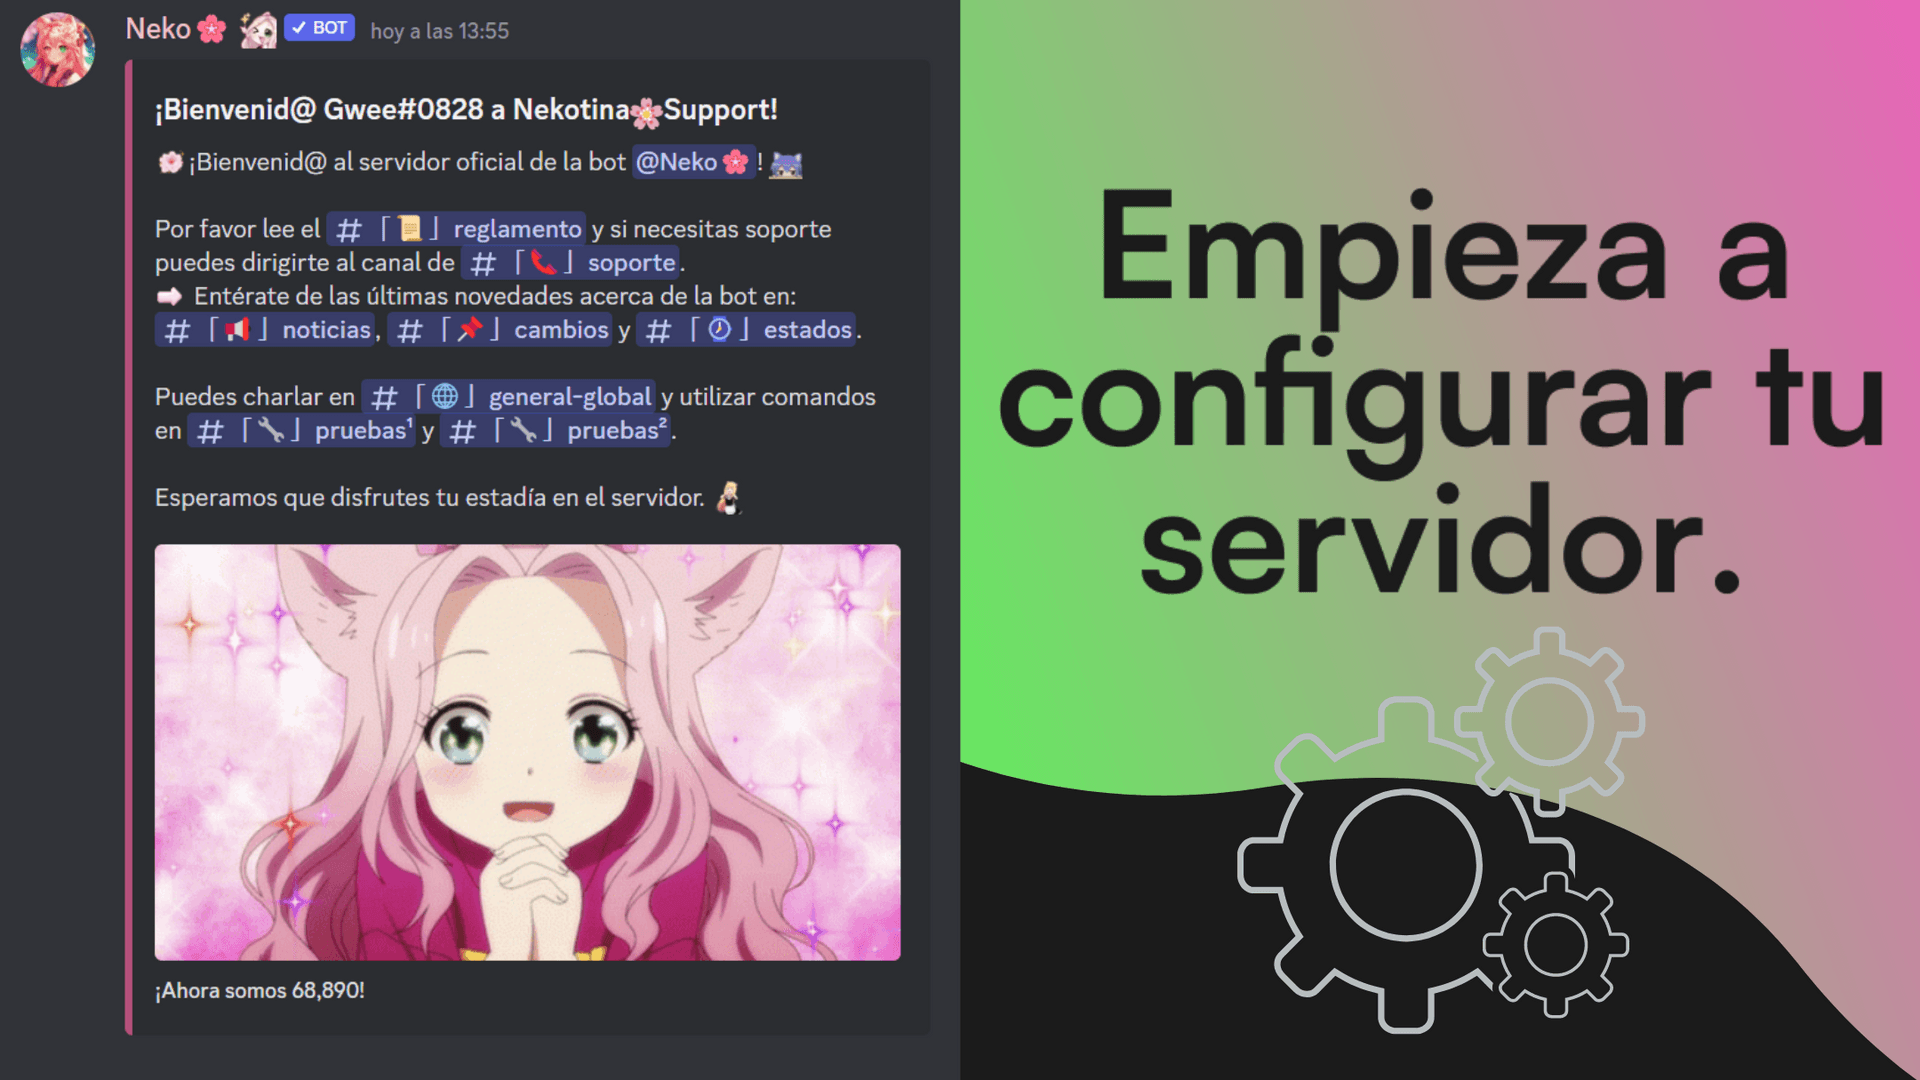 Neko🌸 ✓ BOT hoy a las 13:55
¡Bienvenid@ Gwee#0828 a Nekotina🌸Support!
🌸¡Bienvenid@ al servidor oficial de la bot @Neko🌸 !
Por favor lee el # 「📜」 reglamento y si necesitas soporte
puedes dirigirte al canal de # 「📞」 soporte.
➡ Entérate de las últimas novedades acerca de la bot en:
# 「📢」 noticias, # 「📌」 cambios y # 「⌚」 estados.
Puedes charlar en # 「🌐」 general-global y utilizar comandos
en # 「🔧」 pruebas¹ y # 「🔧」 pruebas².
Esperamos que disfrutes tu estadía en el servidor.
¡Ahora somos 68,890!
Empieza a
configurar tu
servidor.